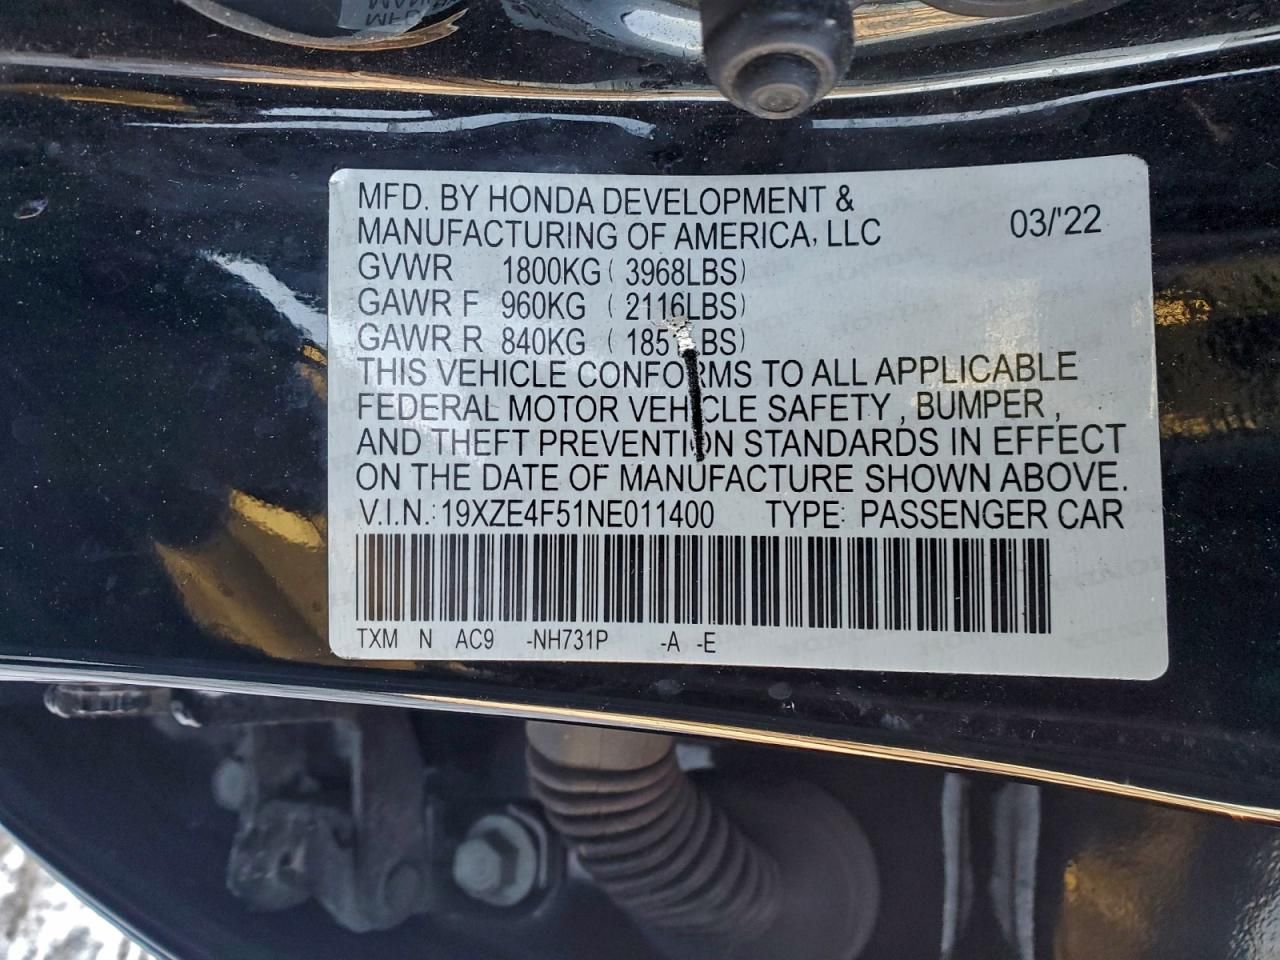 MFD. BY HONDA DEVELOPMENT &
MANUFACTURING OF AMERICA, LLC 03/'22
GVWR 1800KG ( 3968LBS)
GAWR F 960KG ( 2116LBS)
GAWR R 840KG ( LBS)
THIS VEHICLE CONFORMS TO ALL APPLICABLE
FEDERAL MOTOR VEHICLE SAFETY , BUMPER ,
AND THEFT PREVENTION STANDARDS IN EFFECT
ON THE DATE OF MANUFACTURE SHOWN ABOVE.
V.I.N.: 19XZE4F51NE011400 TYPE: PASSENGER CAR
TXM N AC9 -NH731P -A -E